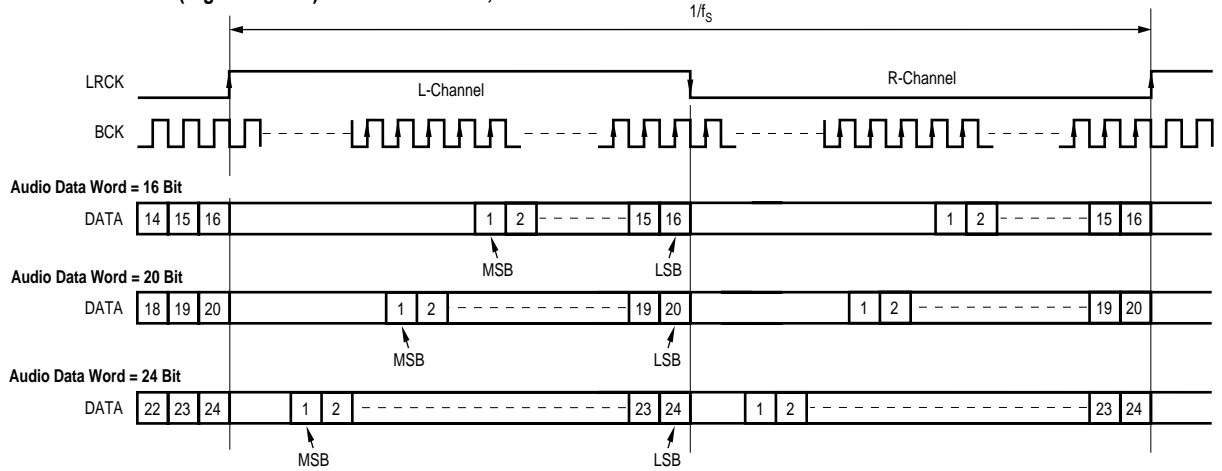 1/fS
LRCK
L-Channel
R-Channel
BCK
Audio Data Word = 16 Bit
DATA 14 15 16 1 2 15 16 1 2 15 16
MSB LSB
Audio Data Word = 20 Bit
DATA 18 19 20 1 2 19 20 1 2 19 20
MSB LSB
Audio Data Word = 24 Bit
DATA 22 23 24 1 2 23 24 1 2 23 24
MSB LSB